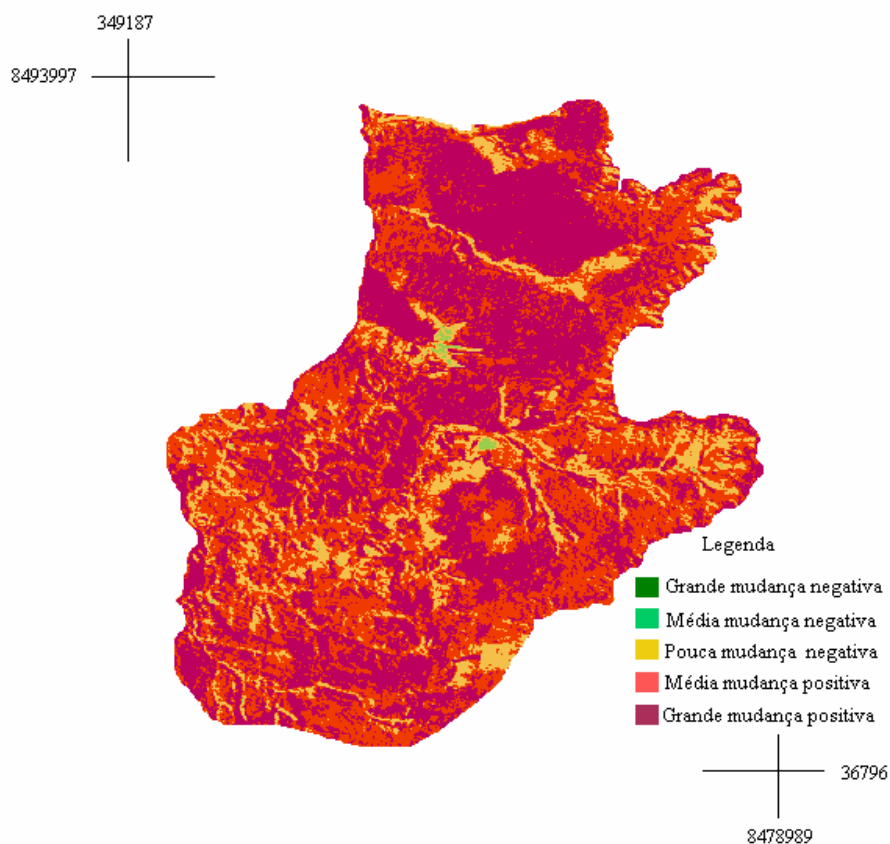 349187
8493997
Legenda
Grande mudança negativa
Média mudança negativa
Pouca mudança negativa
Média mudança positiva
Grande mudança positiva
36796
8478989